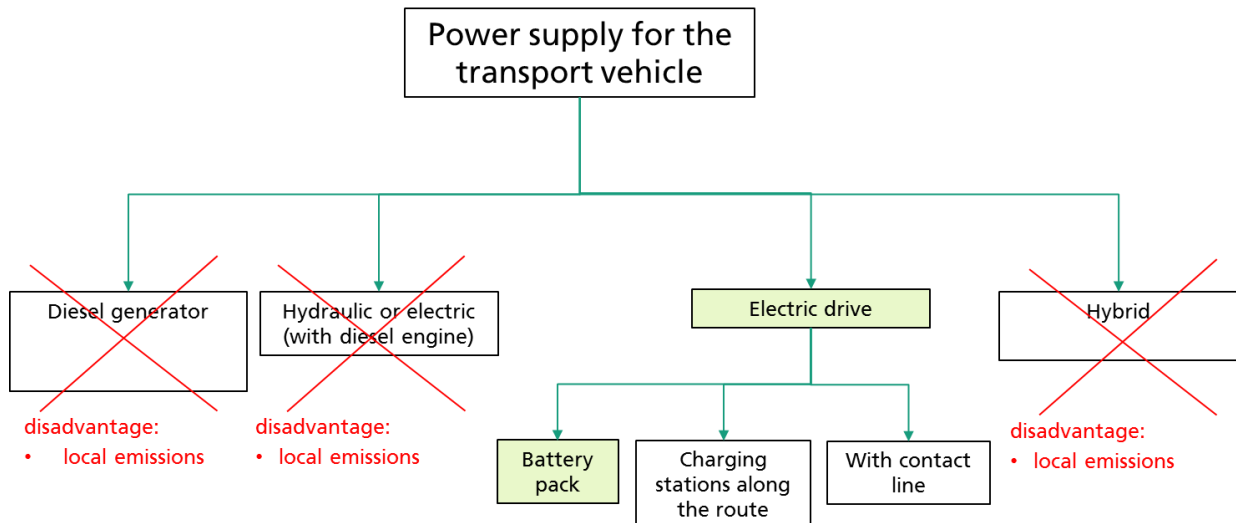 Power supply for the
transport vehicle
Diesel generator
Hydraulic or electric
(with diesel engine)
Electric drive
Hybrid
disadvantage:
• local emissions
disadvantage:
• local emissions
disadvantage:
• local emissions
Battery
pack
Charging
stations along
the route
With contact
line